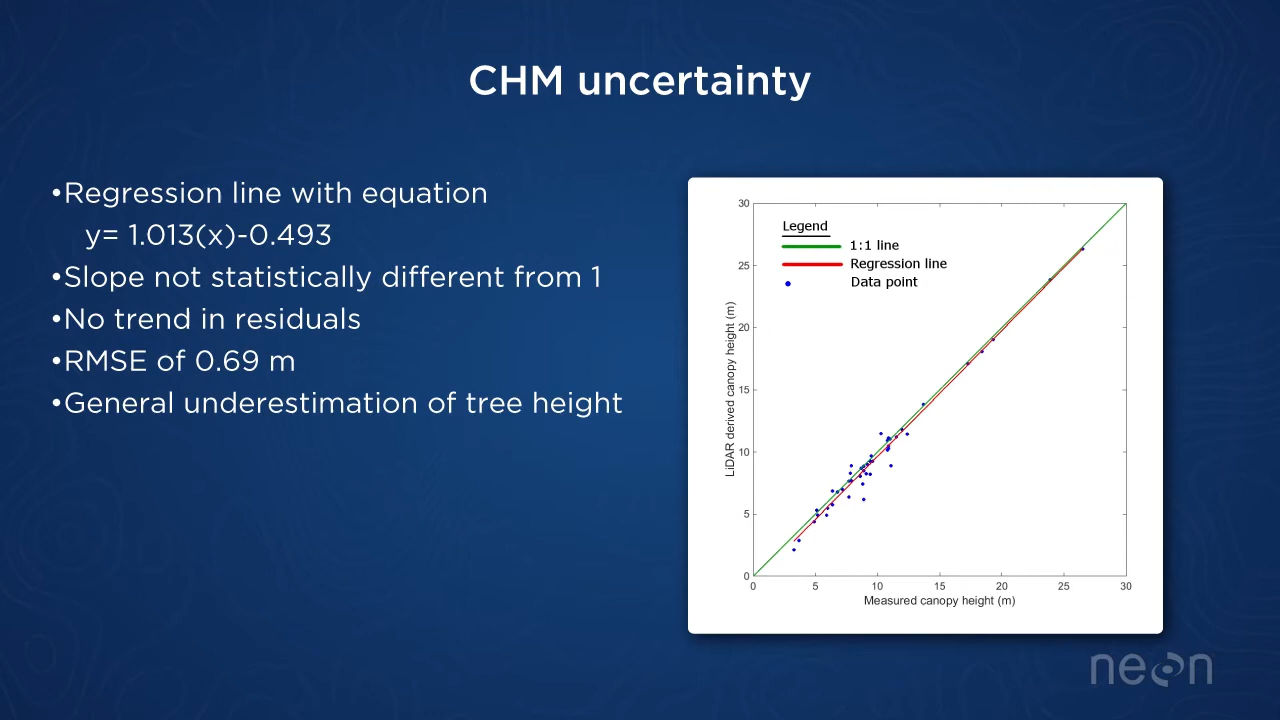 CHM uncertainty
•Regression line with equation
y= 1.013(x)-0.493
•Slope not statistically different from 1
•No trend in residuals
•RMSE of 0.69 m
•General underestimation of tree height
Legend
1:1 line
Regression line
Data point
LiDAR derived canopy height (m)
30
25
20
15
10
5
0
0 5 10 15 20 25 30
Measured canopy height (m)
neon